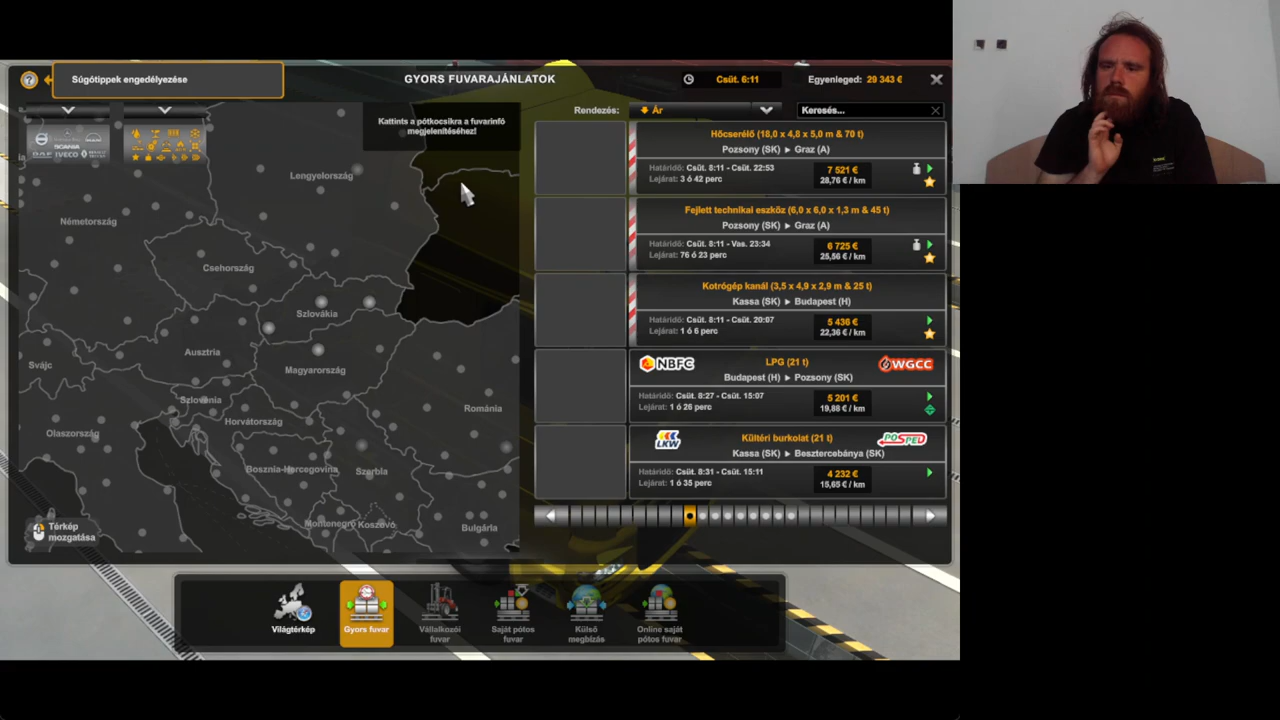 Súgótippek engedélyezése
GYORS FUVARAJÁNLATOK
Csüt. 6:11
Egyenleged: 29 343 €
Kattints a pótkocsikra a fuvarinfó
megjelenítéséhez!
Rendezés:
Ár
Keresés...
SCANIA
DAF IVECO
Lengyelország
Németország
Csehország
Szlovákia
Ausztria
Magyarország
Svájc
Szlovénia
Horvátország
Románia
Olaszország
Bosznia-Hercegovina
Szerbia
Montenegró
Koszovó
Bulgária
Térkép
mozgatása
Hőcserélő (18,0 x 4,8 x 5,0 m & 70 t)
Pozsony (SK) ▸ Graz (A)
Határidő: Csüt. 8:11 - Csüt. 22:53
Lejárat: 3 ó 42 perc
7 521 €
28,76 € / km
Fejlett technikai eszköz (6,0 x 6,0 x 1,3 m & 45 t)
Pozsony (SK) ▸ Graz (A)
Határidő: Csüt. 8:11 - Vas. 23:34
Lejárat: 76 ó 23 perc
6 725 €
25,56 € / km
Kotrógép kanál (3,5 x 4,9 x 2,9 m & 25 t)
Kassa (SK) ▸ Budapest (H)
Határidő: Csüt. 8:11 - Csüt. 20:07
Lejárat: 1 ó 6 perc
5 436 €
22,36 € / km
NBFC
LPG (21 t)
WGCC
Budapest (H) ▸ Pozsony (SK)
Határidő: Csüt. 8:27 - Csüt. 15:07
Lejárat: 1 ó 26 perc
5 201 €
19,88 € / km
LKW
Kültéri burkolat (21 t)
POSPED
Kassa (SK) ▸ Besztercebánya (SK)
Határidő: Csüt. 8:31 - Csüt. 15:11
Lejárat: 1 ó 35 perc
4 232 €
15,65 € / km
Világtérkép
Gyors fuvar
Vállalkozói
fuvar
Saját pótos
fuvar
Külső
megbízás
Online saját
pótos fuvar